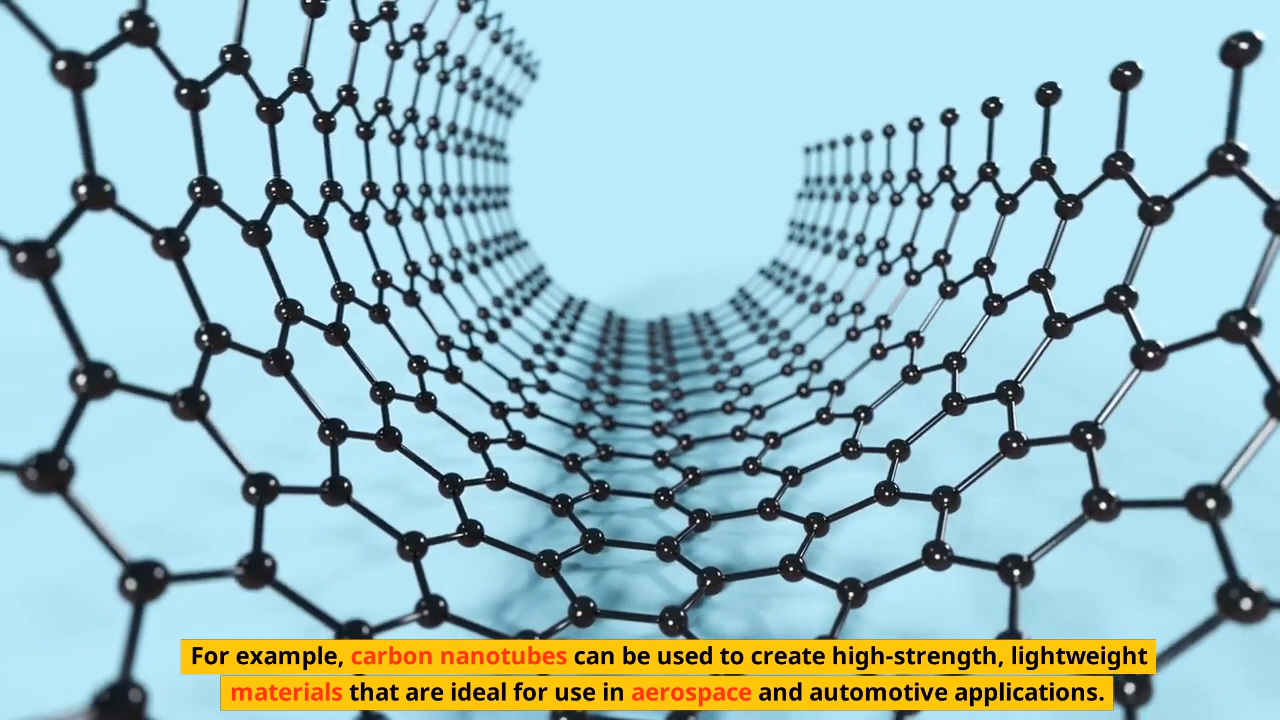 For example, carbon nanotubes can be used to create high-strength, lightweight
materials that are ideal for use in aerospace and automotive applications.